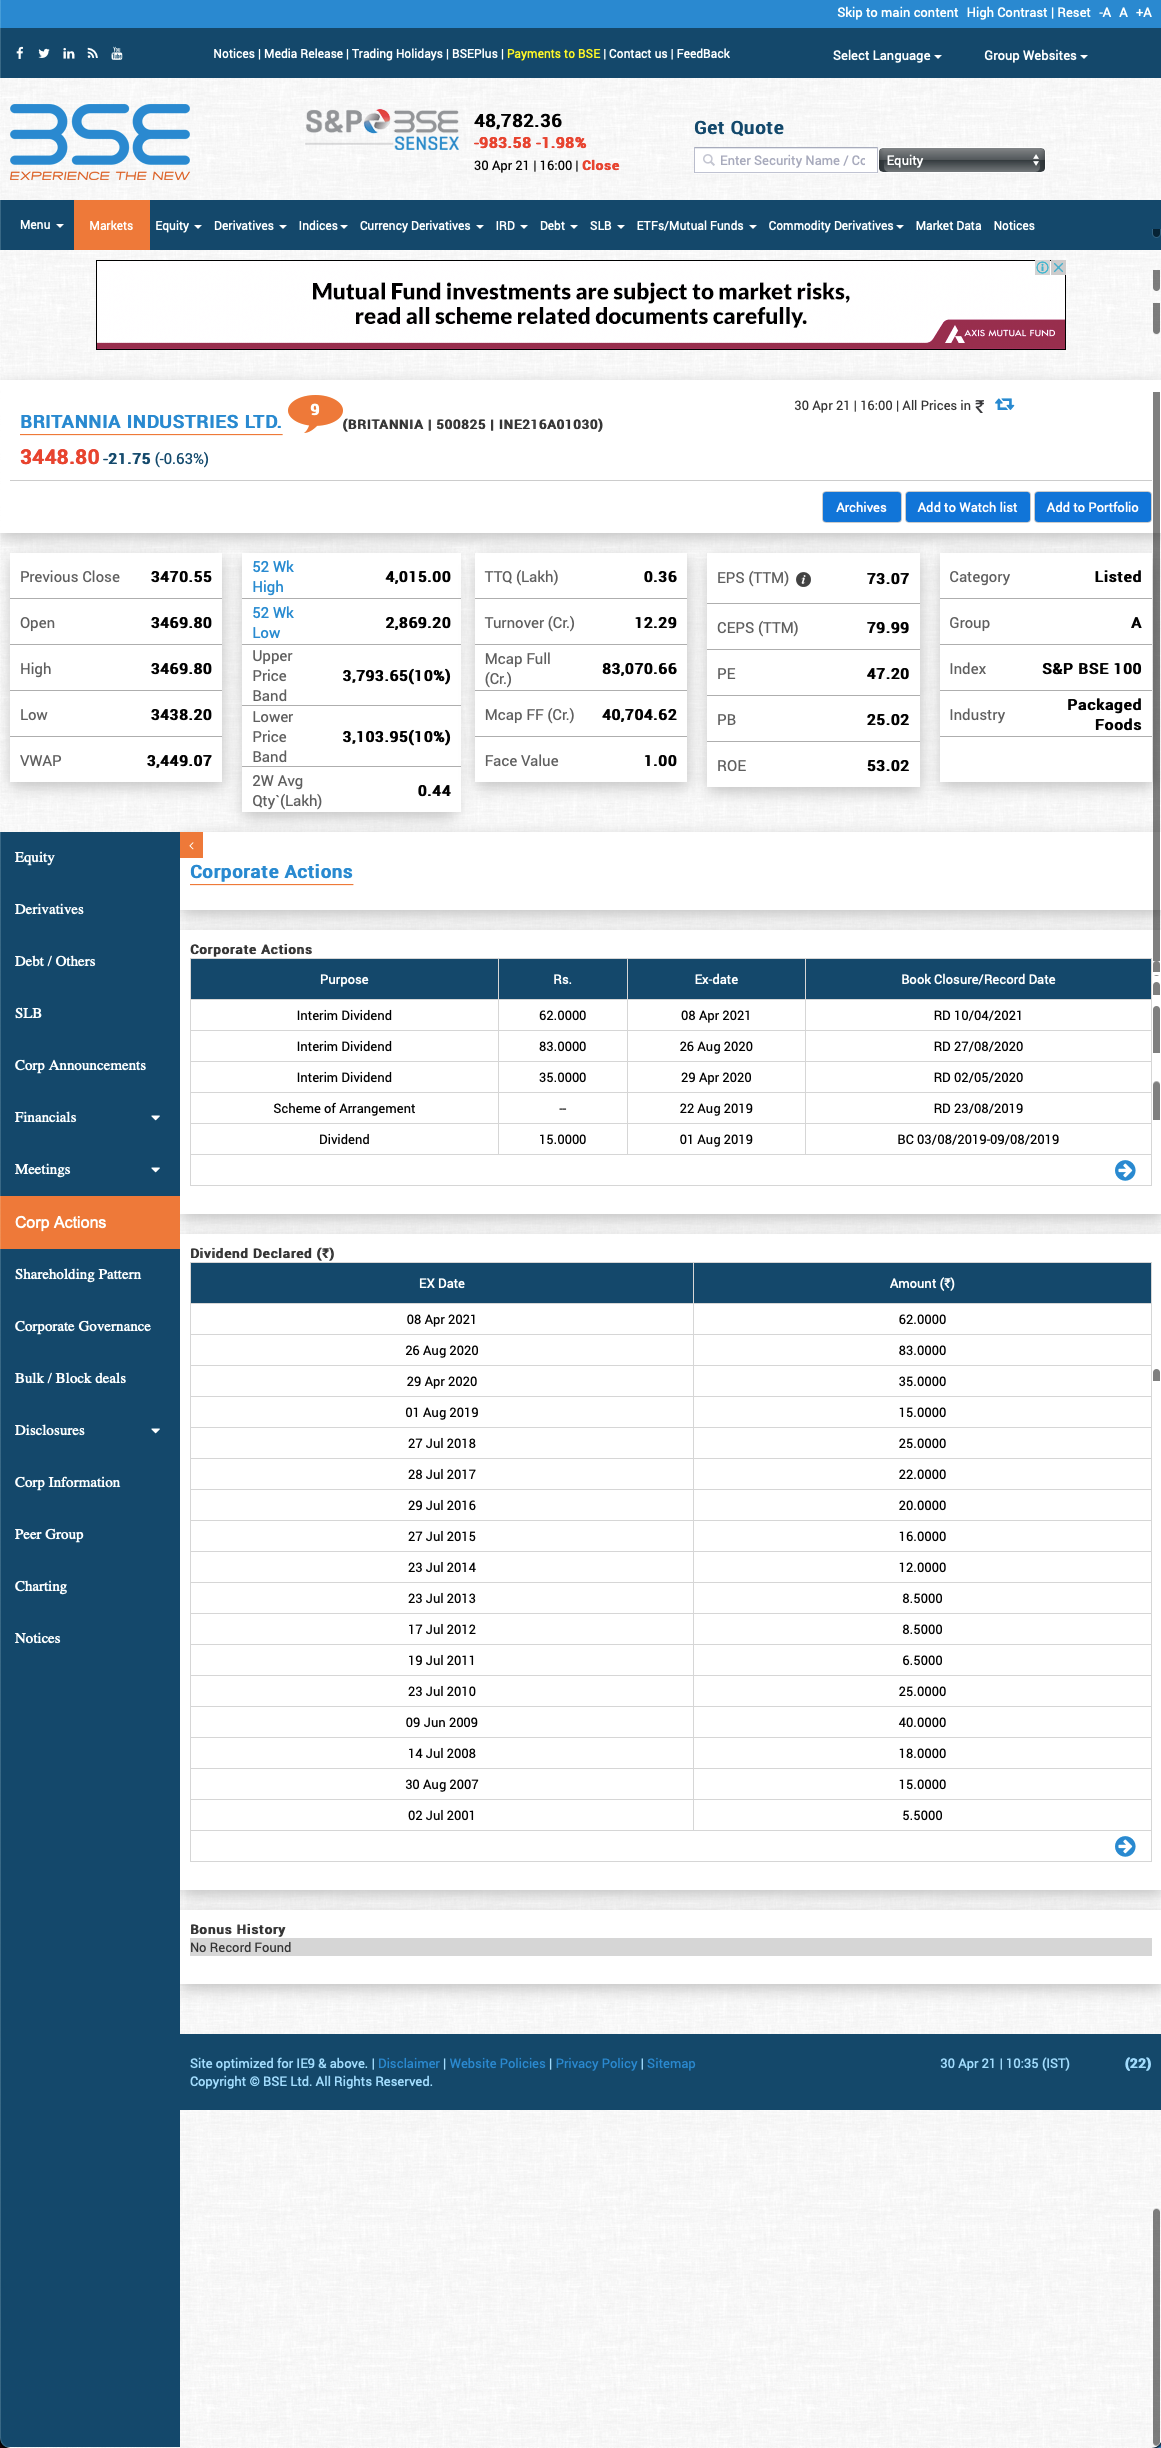 Skip to main content High Contrast | Reset -A A +A
Notices | Media Release | Trading Holidays | BSEPlus | Payments to BSE | Contact us | FeedBack
Select Language
Group Websites
BSE
EXPERIENCE THE NEW
S&P BSE
SENSEX
48,782.36
-983.58 -1.98%
30 Apr 21 | 16:00 | Close
Get Quote
Enter Security Name / Cc
Equity
Menu
Markets
Equity
Derivatives
Indices
Currency Derivatives
IRD
Debt
SLB
ETFs/Mutual Funds
Commodity Derivatives
Market Data
Notices
Mutual Fund investments are subject to market risks,
read all scheme related documents carefully.
AXIS MUTUAL FUND
BRITANNIA INDUSTRIES LTD.
9
(BRITANNIA | 500825 | INE216A01030)
30 Apr 21 | 16:00 | All Prices in ₹
3448.80 -21.75 (-0.63%)
Archives
Add to Watch list
Add to Portfolio
Previous Close 3470.55
Open 3469.80
High 3469.80
Low 3438.20
VWAP 3,449.07
52 Wk
High 4,015.00
52 Wk
Low 2,869.20
Upper
Price
Band 3,793.65(10%)
Lower
Price
Band 3,103.95(10%)
2W Avg
Qty`(Lakh) 0.44
TTQ (Lakh) 0.36
Turnover (Cr.) 12.29
Mcap Full
(Cr.) 83,070.66
Mcap FF (Cr.) 40,704.62
Face Value 1.00
EPS (TTM) i 73.07
CEPS (TTM) 79.99
PE 47.20
PB 25.02
ROE 53.02
Category Listed
Group A
Index S&P BSE 100
Industry Packaged
Foods
Equity
Derivatives
Debt / Others
SLB
Corp Announcements
Financials
Meetings
Corp Actions
Shareholding Pattern
Corporate Governance
Bulk / Block deals
Disclosures
Corp Information
Peer Group
Charting
Notices
Corporate Actions
Corporate Actions
Purpose Rs. Ex-date Book Closure/Record Date
Interim Dividend 62.0000 08 Apr 2021 RD 10/04/2021
Interim Dividend 83.0000 26 Aug 2020 RD 27/08/2020
Interim Dividend 35.0000 29 Apr 2020 RD 02/05/2020
Scheme of Arrangement -- 22 Aug 2019 RD 23/08/2019
Dividend 15.0000 01 Aug 2019 BC 03/08/2019-09/08/2019
Dividend Declared (₹)
EX Date Amount (₹)
08 Apr 2021 62.0000
26 Aug 2020 83.0000
29 Apr 2020 35.0000
01 Aug 2019 15.0000
27 Jul 2018 25.0000
28 Jul 2017 22.0000
29 Jul 2016 20.0000
27 Jul 2015 16.0000
23 Jul 2014 12.0000
23 Jul 2013 8.5000
17 Jul 2012 8.5000
19 Jul 2011 6.5000
23 Jul 2010 25.0000
09 Jun 2009 40.0000
14 Jul 2008 18.0000
30 Aug 2007 15.0000
02 Jul 2001 5.5000
Bonus History
No Record Found
Site optimized for IE9 & above. | Disclaimer | Website Policies | Privacy Policy | Sitemap
Copyright © BSE Ltd. All Rights Reserved.
30 Apr 21 | 10:35 (IST)
(22)